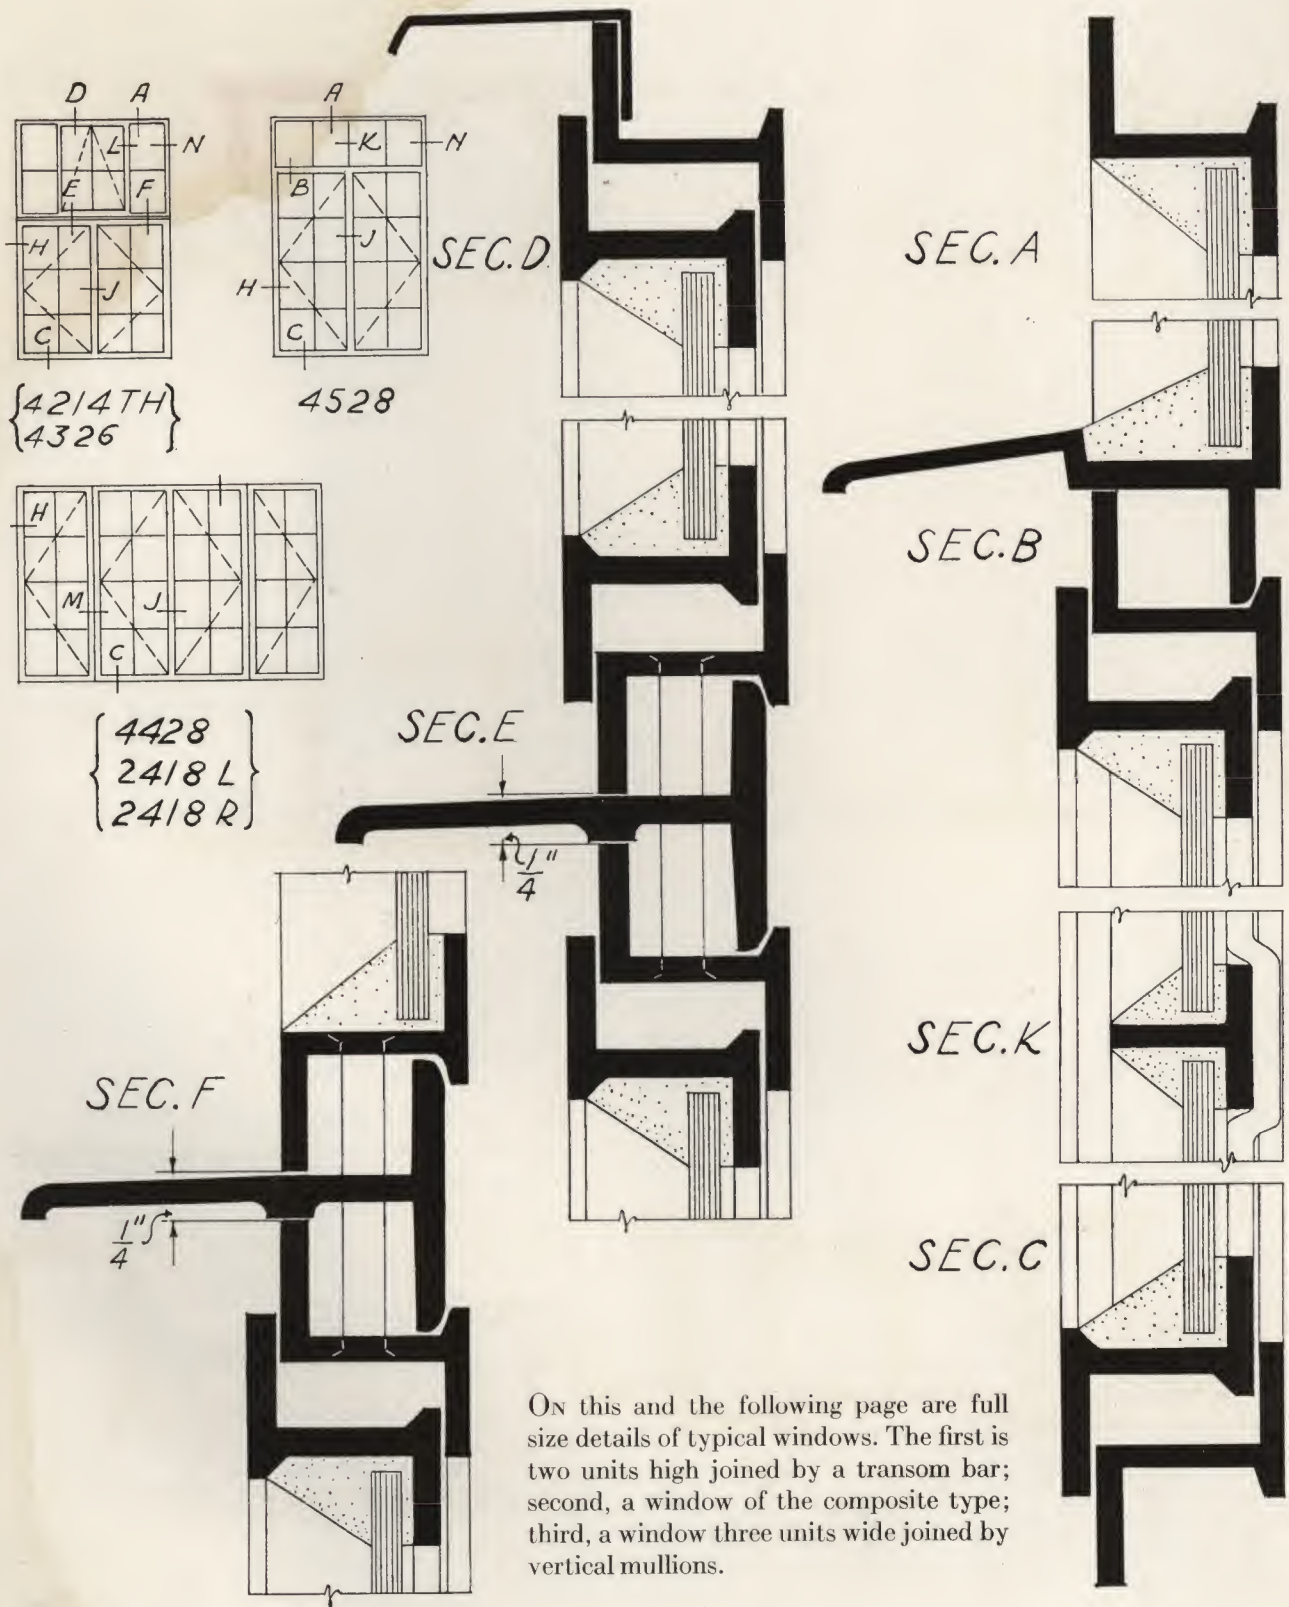 D A
L N
E F
H
J
C
{4214TH}
{4326}
A
K N
B
J
H
C
4528
H
M J
C
{4428
2418 L
2418 R}
SEC. D
SEC. A
SEC. B
SEC. E
1/4"
SEC. F
1/4"
SEC. K
SEC. C
ON this and the following page are full
size details of typical windows. The first is
two units high joined by a transom bar;
second, a window of the composite type;
third, a window three units wide joined by
vertical mullions.